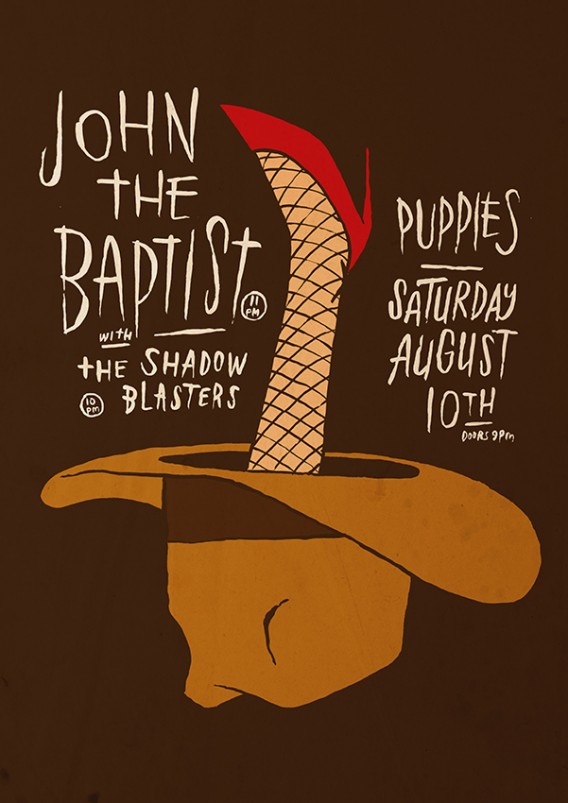 JOHN
THE
BAPTIST. 11 PM
with
THE SHADOW
10 PM BLASTERS
PUPPIES
SATURDAY
AUGUST
10TH
DOORS 9PM